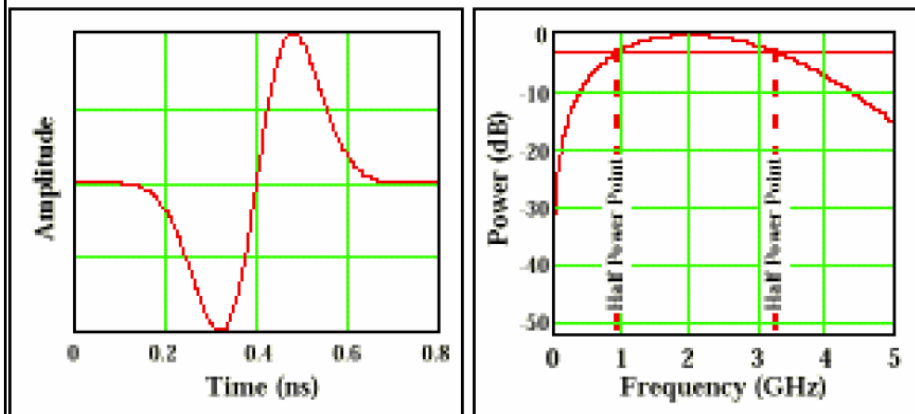 Amplitude
0 0.2 0.4 0.6 0.8
Time (ns)
Power (dB)
0
-10
-20
-30
-40
-50
Half Power Point
Half Power Point
0 1 2 3 4 5
Frequency (GHz)